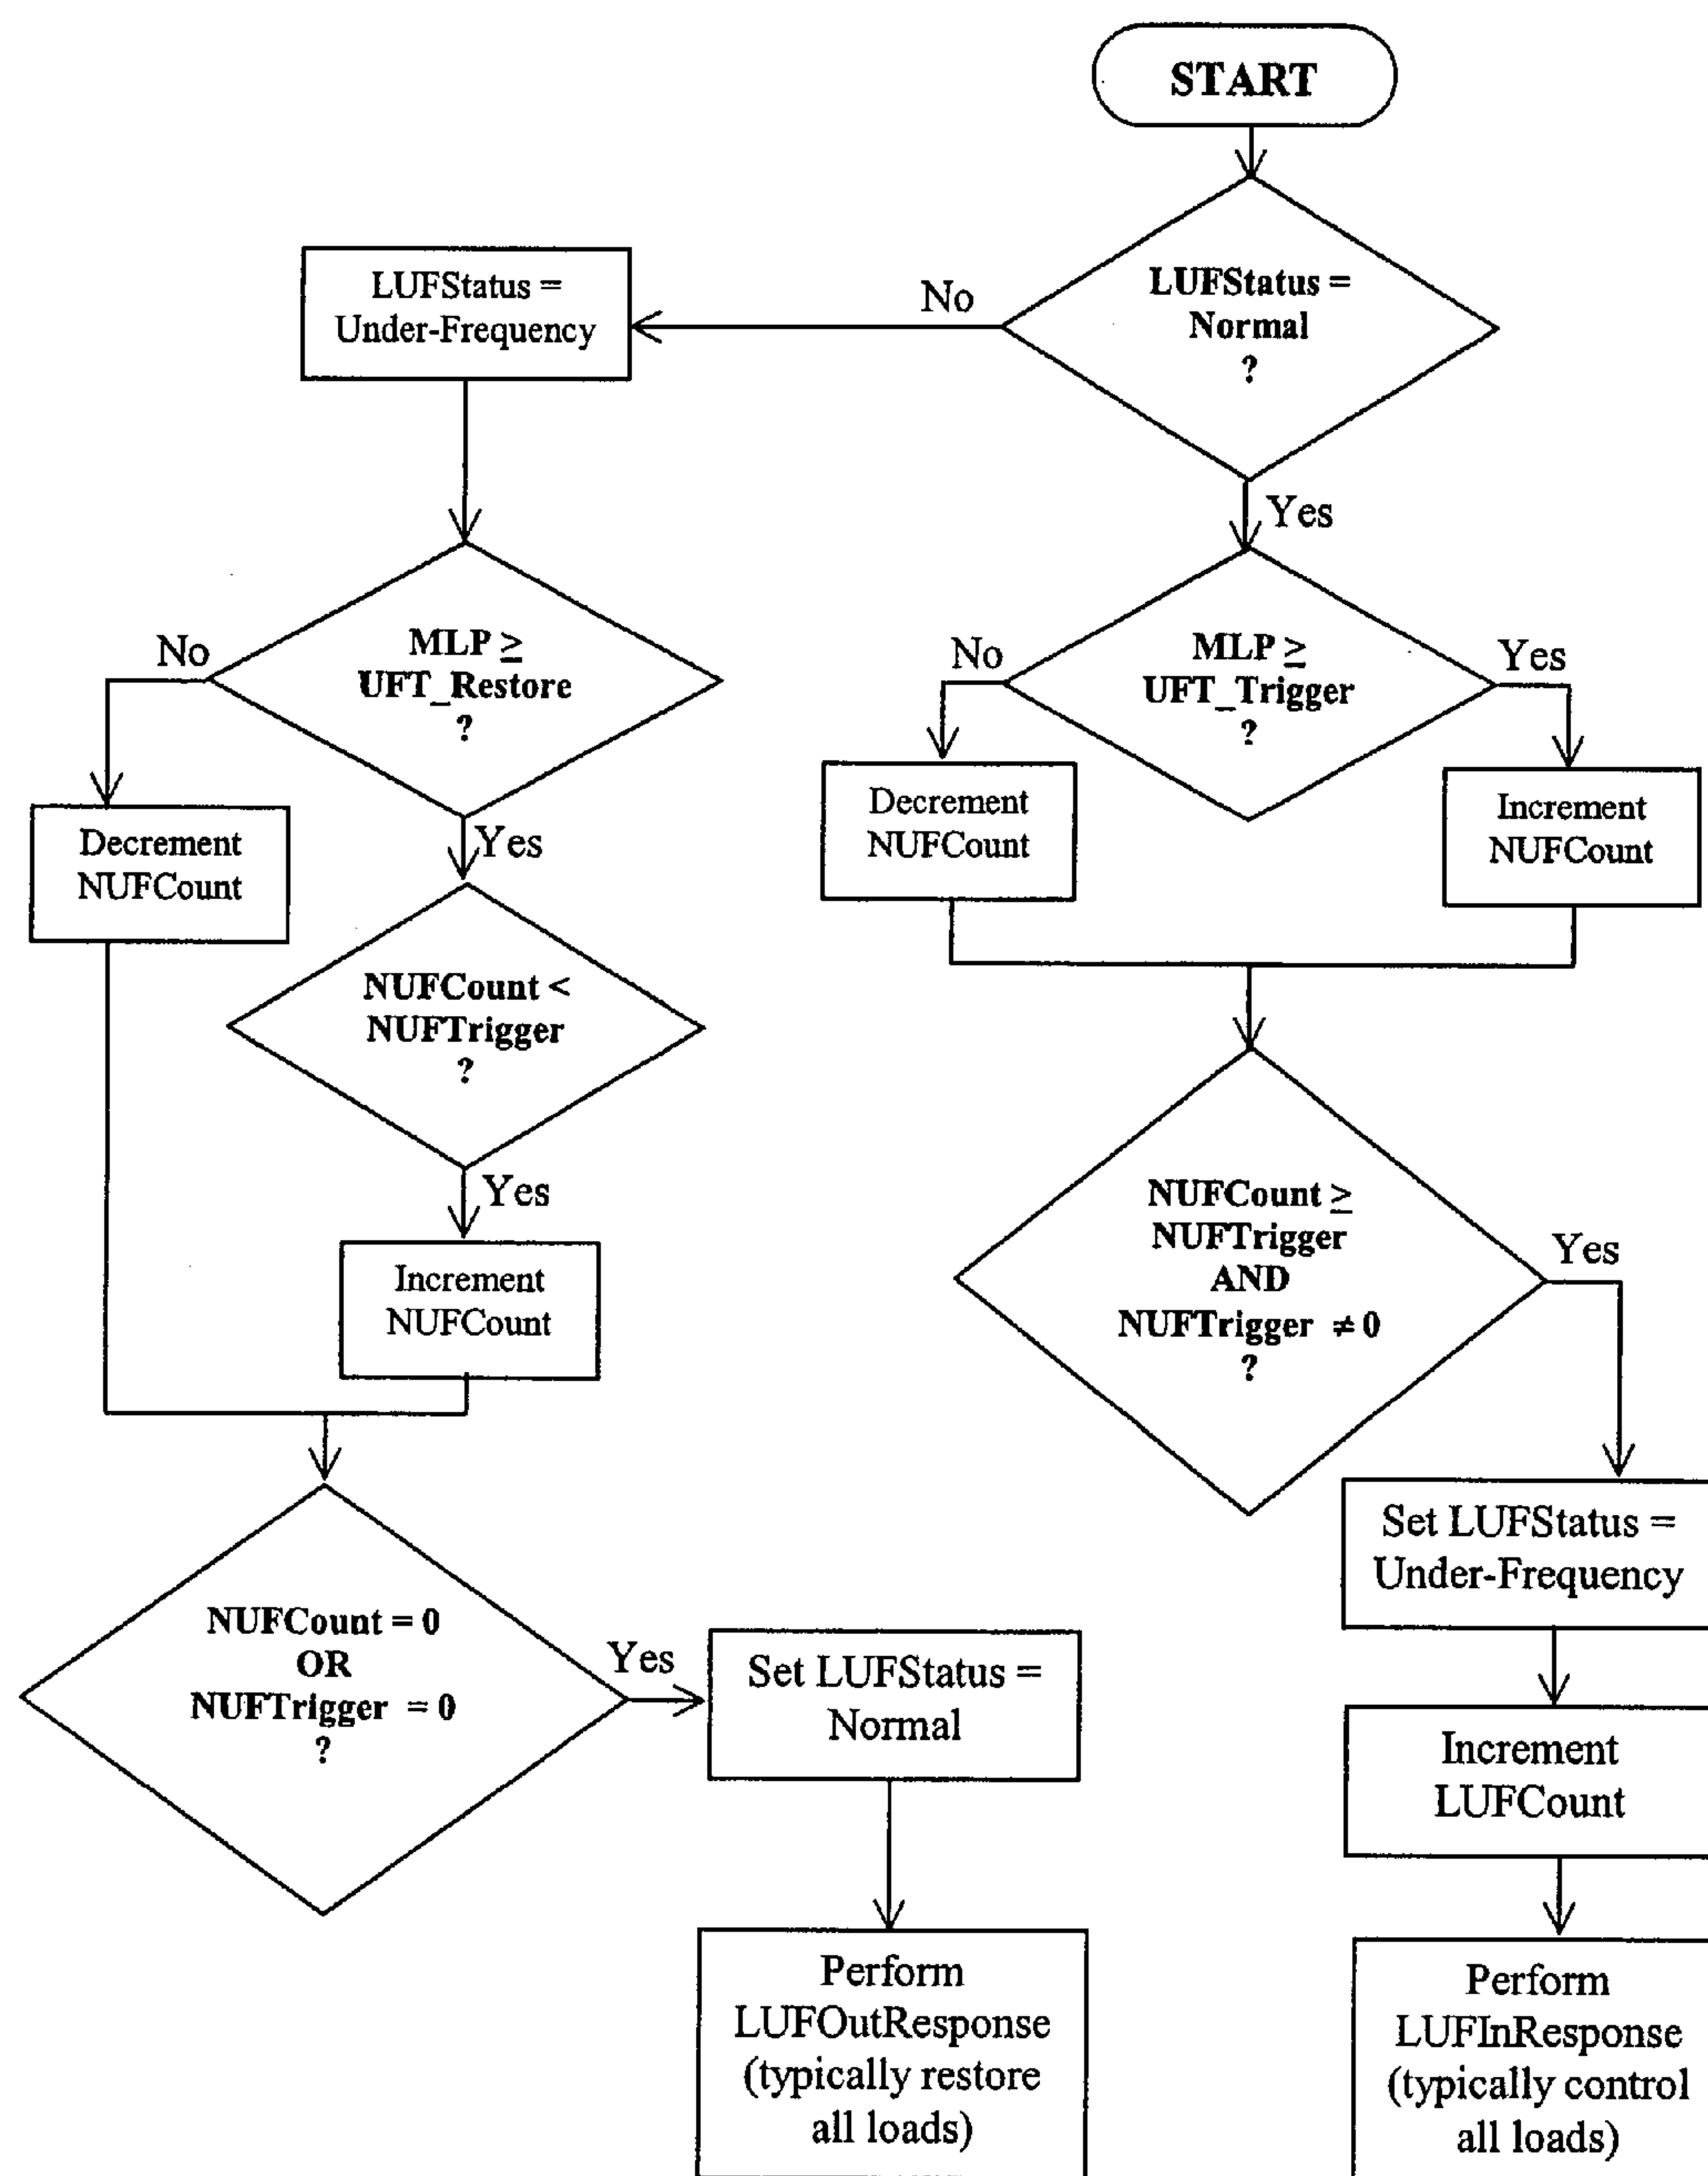 START
LUFStatus =
Normal
?
No
LUFStatus =
Under-Frequency
Yes
MLP ≥
UFT_Restore
?
No
Yes
MLP ≥
UFT_Trigger
?
No
Yes
Decrement
NUFCount
Decrement
NUFCount
Increment
NUFCount
NUFCount <
NUFTrigger
?
Yes
Increment
NUFCount
NUFCount ≥
NUFTrigger
AND
NUFTrigger ≠ 0
?
Yes
Set LUFStatus =
Under-Frequency
NUFCount = 0
OR
NUFTrigger = 0
?
Yes
Set LUFStatus =
Normal
Increment
LUFCount
Perform
LUFOutResponse
(typically restore
all loads)
Perform
LUFInResponse
(typically control
all loads)